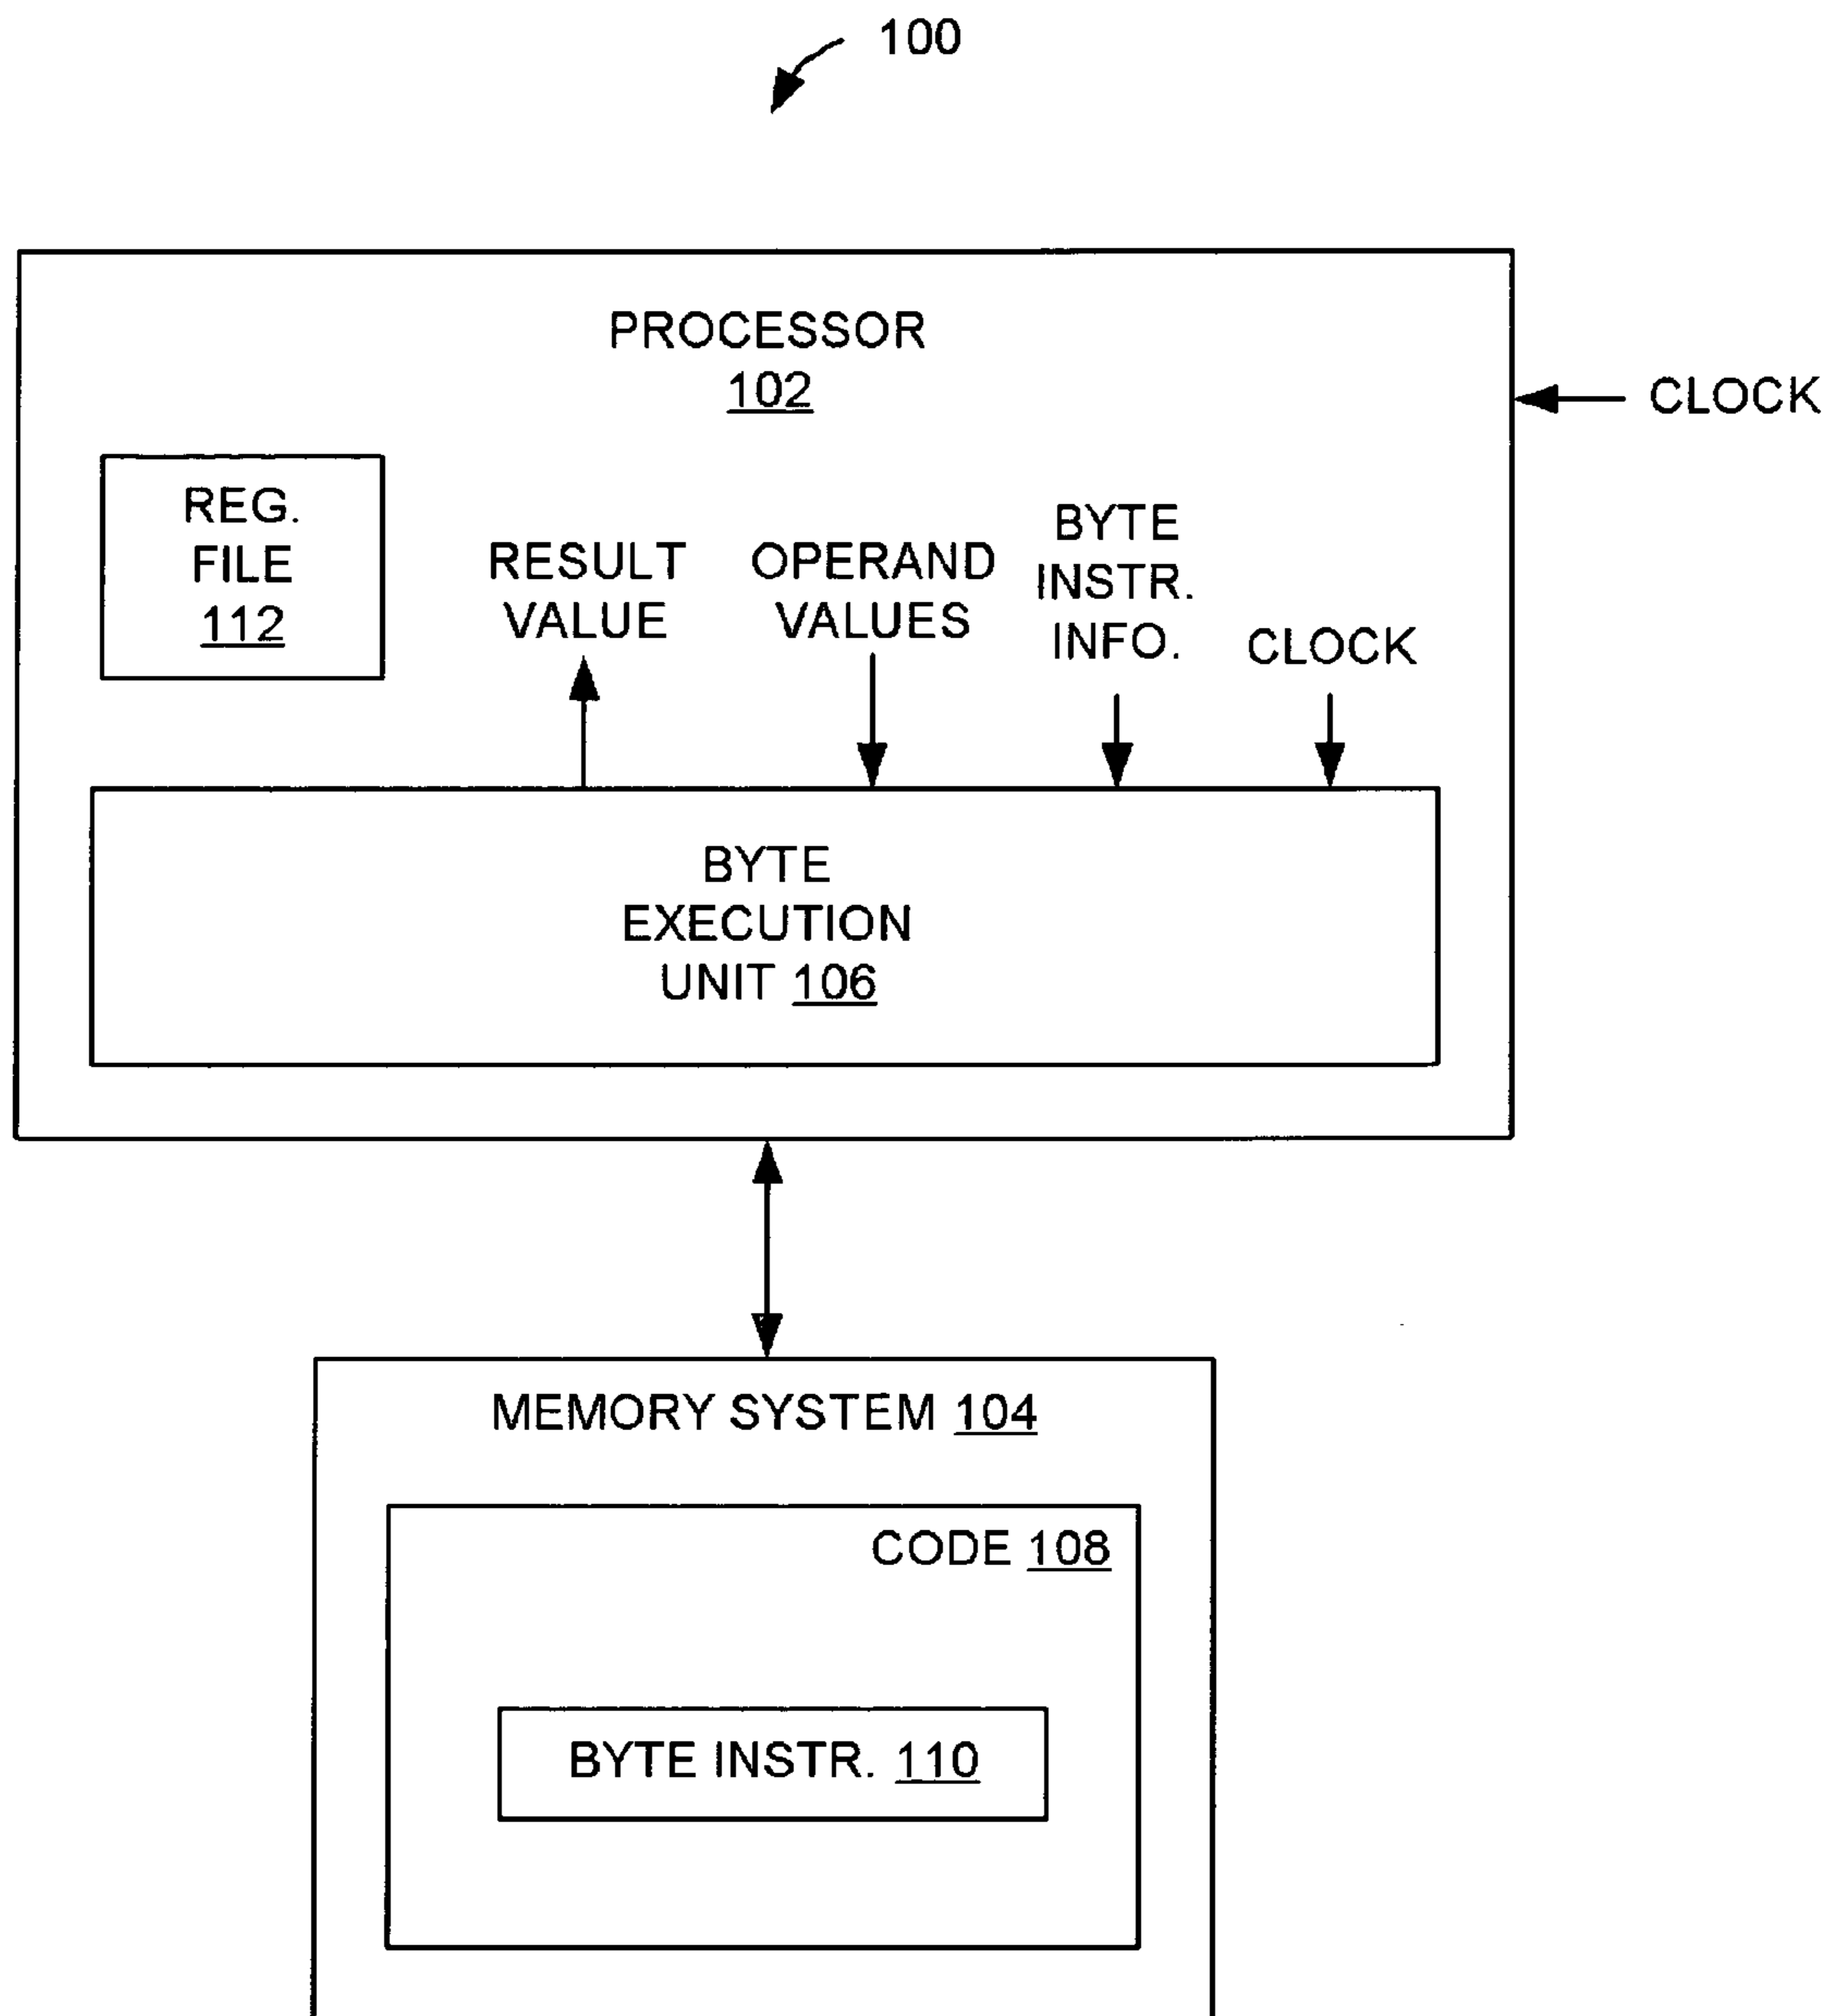 100
PROCESSOR
102
CLOCK
REG.
FILE
112
RESULT
VALUE
OPERAND
VALUES
BYTE
INSTR.
INFO.
CLOCK
BYTE
EXECUTION
UNIT 106
MEMORY SYSTEM 104
CODE 108
BYTE INSTR. 110